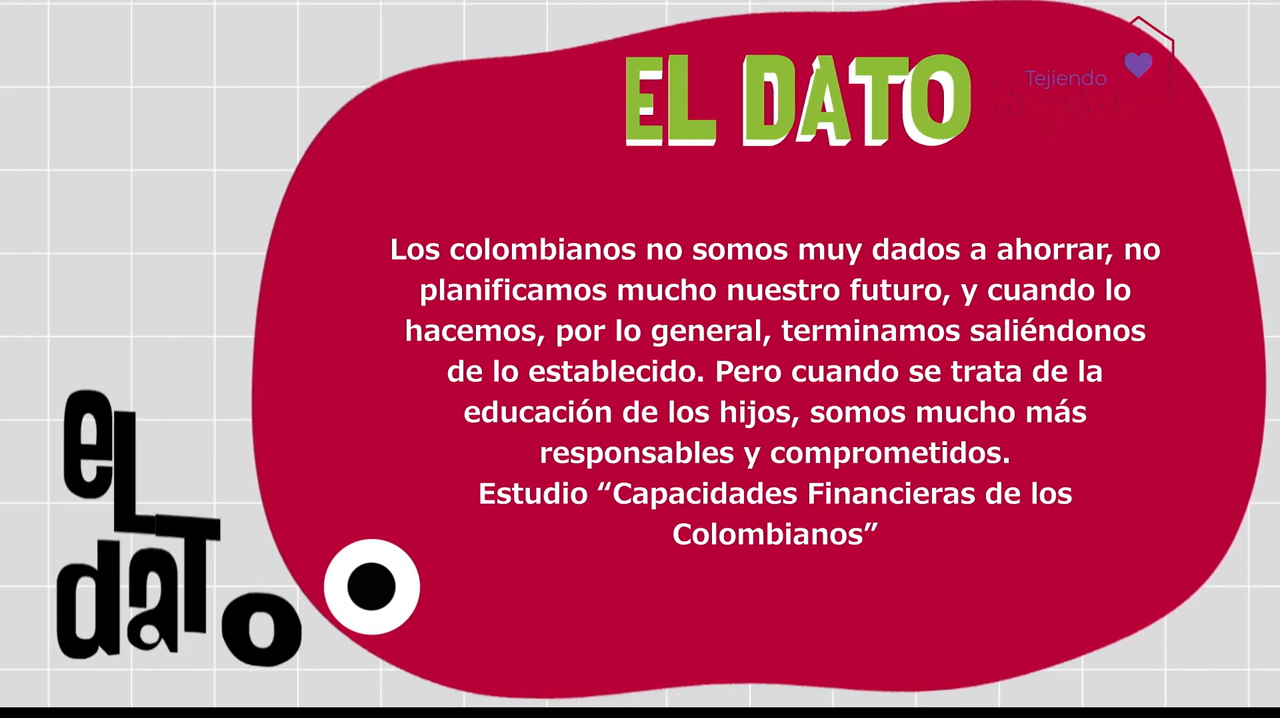 EL DATO
Tejiendo
Hogares
Los colombianos no somos muy dados a ahorrar, no
planificamos mucho nuestro futuro, y cuando lo
hacemos, por lo general, terminamos saliéndonos
de lo establecido. Pero cuando se trata de la
educación de los hijos, somos mucho más
responsables y comprometidos.
Estudio “Capacidades Financieras de los
Colombianos”
eL
daTo